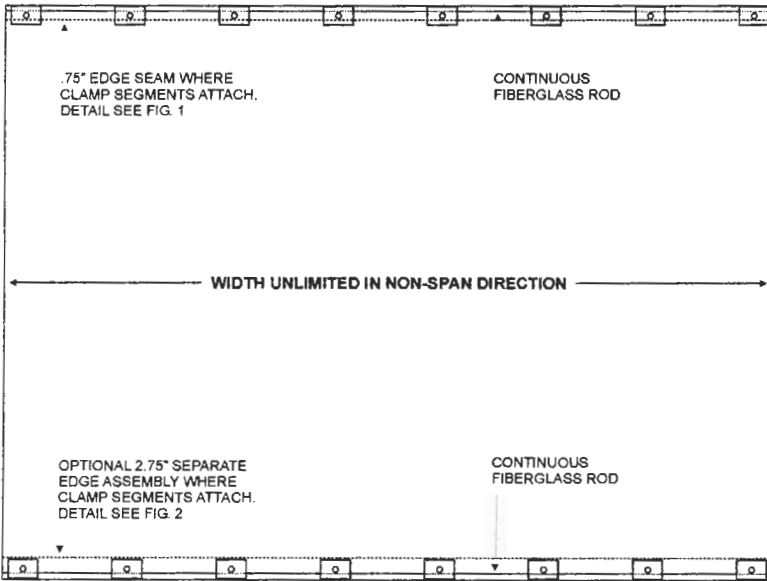 .75" EDGE SEAM WHERE
CLAMP SEGMENTS ATTACH.
DETAIL SEE FIG. 1
CONTINUOUS
FIBERGLASS ROD
WIDTH UNLIMITED IN NON-SPAN DIRECTION
OPTIONAL 2.75" SEPARATE
EDGE ASSEMBLY WHERE
CLAMP SEGMENTS ATTACH.
DETAIL SEE FIG. 2
CONTINUOUS
FIBERGLASS ROD